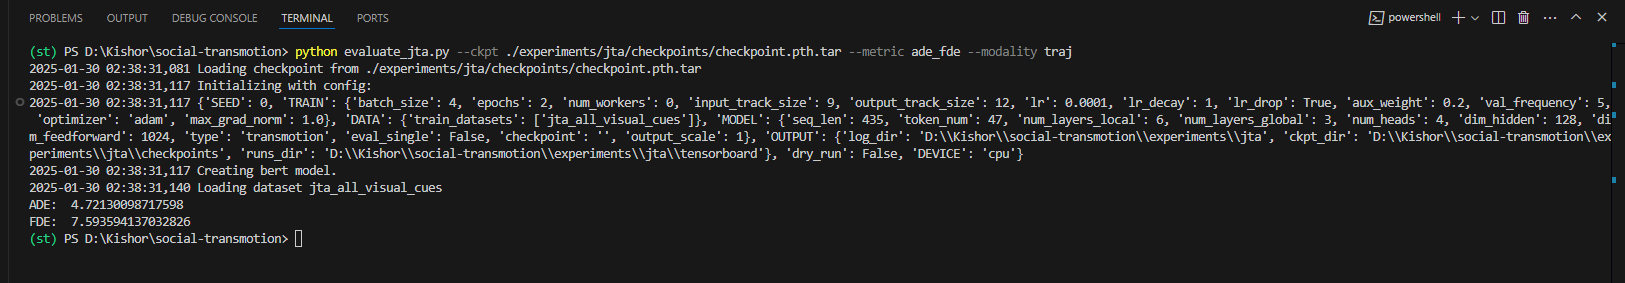 PROBLEMS OUTPUT DEBUG CONSOLE TERMINAL PORTS powershell
(st) PS D:\Kishor\social-transmotion> python evaluate_jta.py --ckpt ./experiments/jta/checkpoints/checkpoint.pth.tar --metric ade_fde --modality traj
2025-01-30 02:38:31,081 Loading checkpoint from ./experiments/jta/checkpoints/checkpoint.pth.tar
2025-01-30 02:38:31,117 Initializing with config:
2025-01-30 02:38:31,117 {'SEED': 0, 'TRAIN': {'batch_size': 4, 'epochs': 2, 'num_workers': 0, 'input_track_size': 9, 'output_track_size': 12, 'lr': 0.0001, 'lr_decay': 1, 'lr_drop': True, 'aux_weight': 0.2, 'val_frequency': 5,
'optimizer': 'adam', 'max_grad_norm': 1.0}, 'DATA': {'train_datasets': ['jta_all_visual_cues']}, 'MODEL': {'seq_len': 435, 'token_num': 47, 'num_layers_local': 6, 'num_layers_global': 3, 'num_heads': 4, 'dim_hidden': 128, 'di
m_feedforward': 1024, 'type': 'transmotion', 'eval_single': False, 'checkpoint': '', 'output_scale': 1}, 'OUTPUT': {'log_dir': 'D:\\Kishor\\social-transmotion\\experiments\\jta', 'ckpt_dir': 'D:\\Kishor\\social-transmotion\\ex
periments\\jta\\checkpoints', 'runs_dir': 'D:\\Kishor\\social-transmotion\\experiments\\jta\\tensorboard'}, 'dry_run': False, 'DEVICE': 'cpu'}
2025-01-30 02:38:31,117 Creating bert model.
2025-01-30 02:38:31,140 Loading dataset jta_all_visual_cues
ADE:  4.72130098717598
FDE:  7.593594137032826
(st) PS D:\Kishor\social-transmotion>